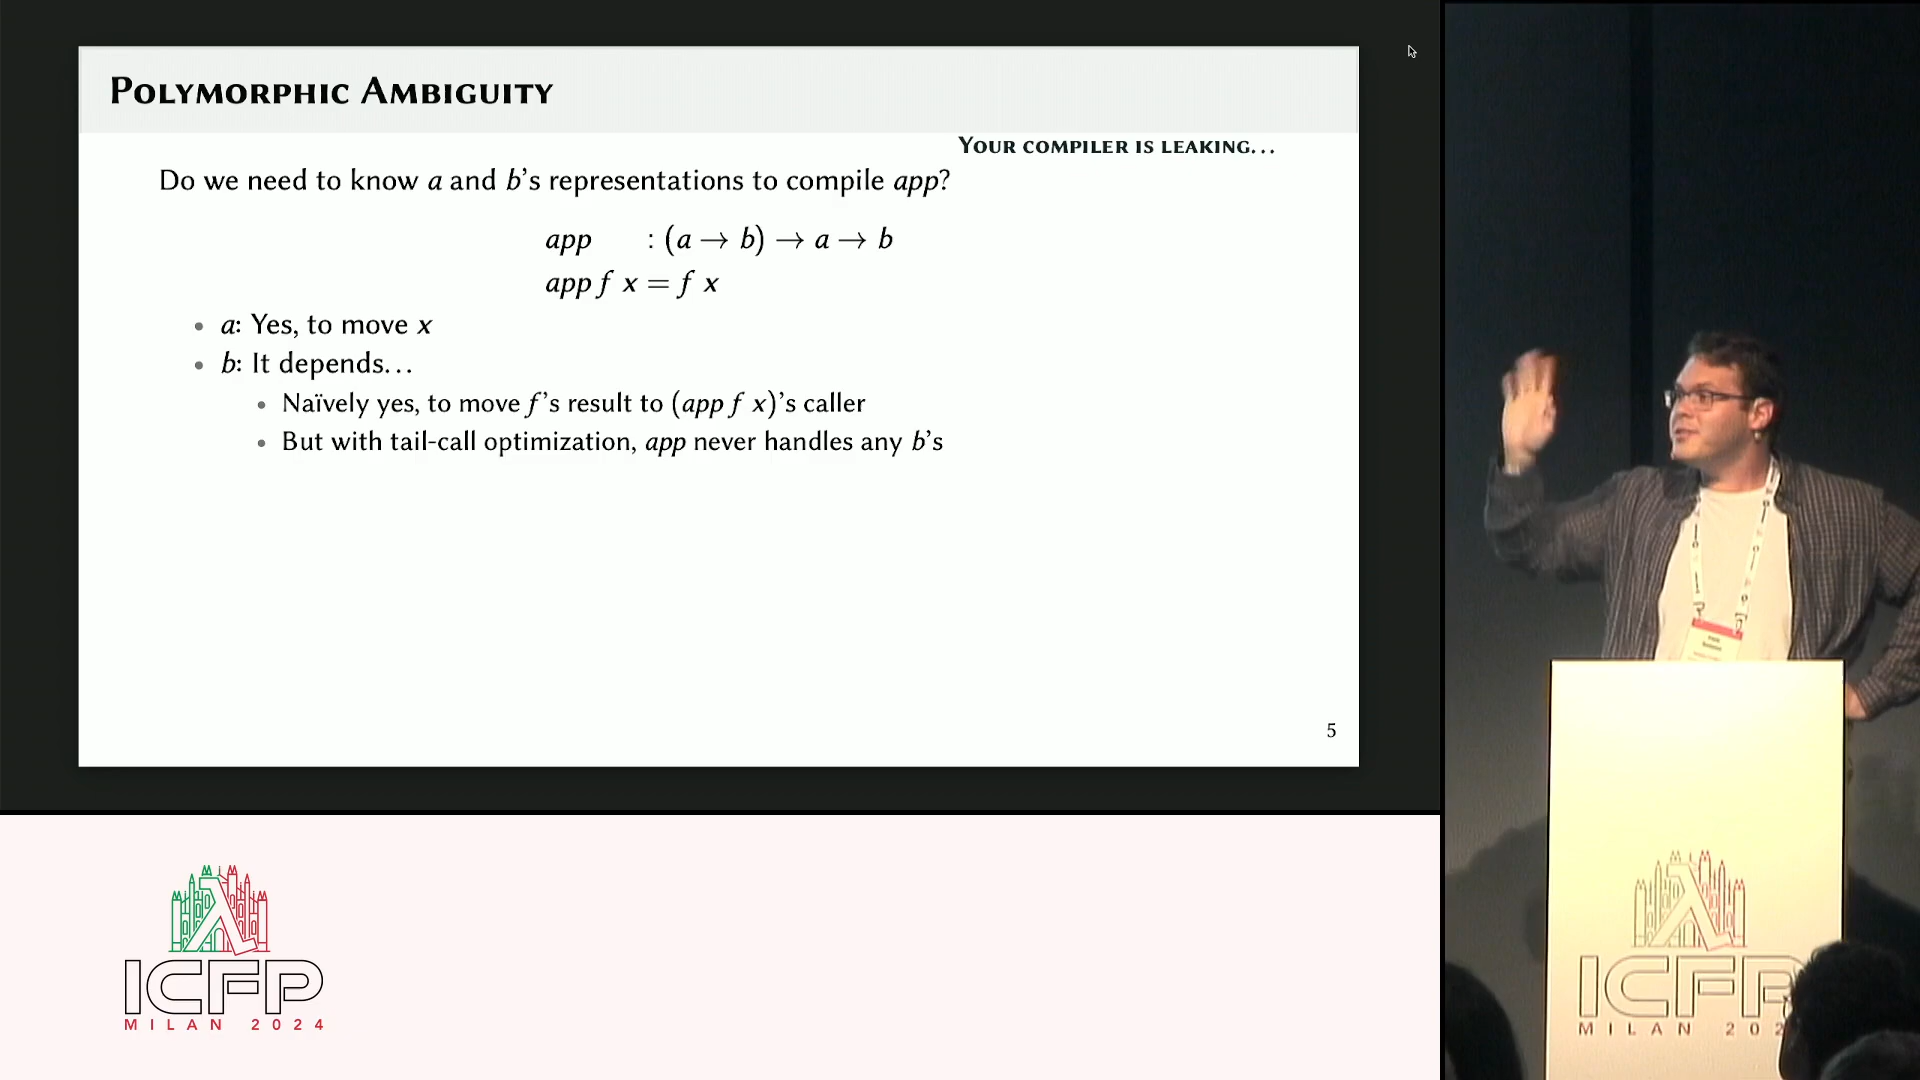 Polymorphic Ambiguity
Your compiler is leaking...
Do we need to know a and b's representations to compile app?
app : (a → b) → a → b
app f x = f x
• a: Yes, to move x
• b: It depends...
• Naïvely yes, to move f's result to (app f x)'s caller
• But with tail-call optimization, app never handles any b's
5
ICFP
MILAN 2024
ICFP
MILAN 202